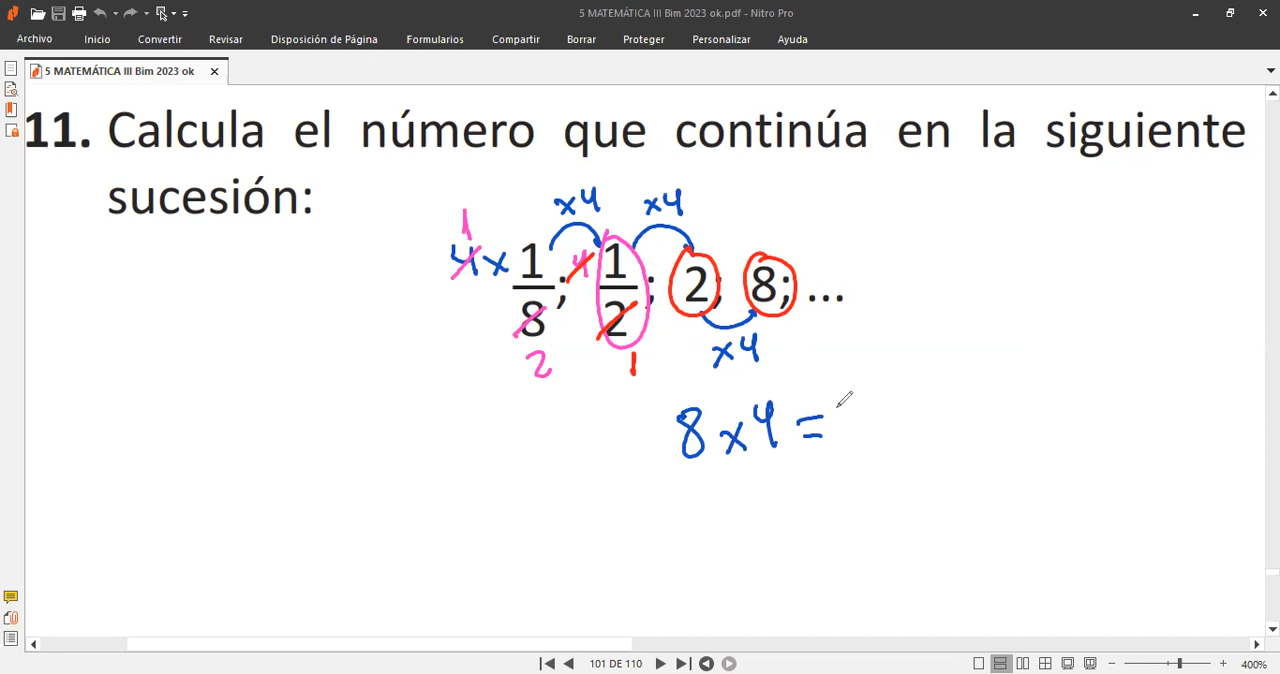 5 MATEMÁTICA III Bim 2023 ok.pdf - Nitro Pro
Archivo Inicio Convertir Revisar Disposición de Página Formularios Compartir Borrar Proteger Personalizar Ayuda
5 MATEMÁTICA III Bim 2023 ok
11. Calcula el número que continúa en la siguiente
sucesión:
x4 x4
1
4 x 1/8 ; 4 1/2 ; 2; 8; ...
2 1 x4
8 x 4 =
101 DE 110
400%